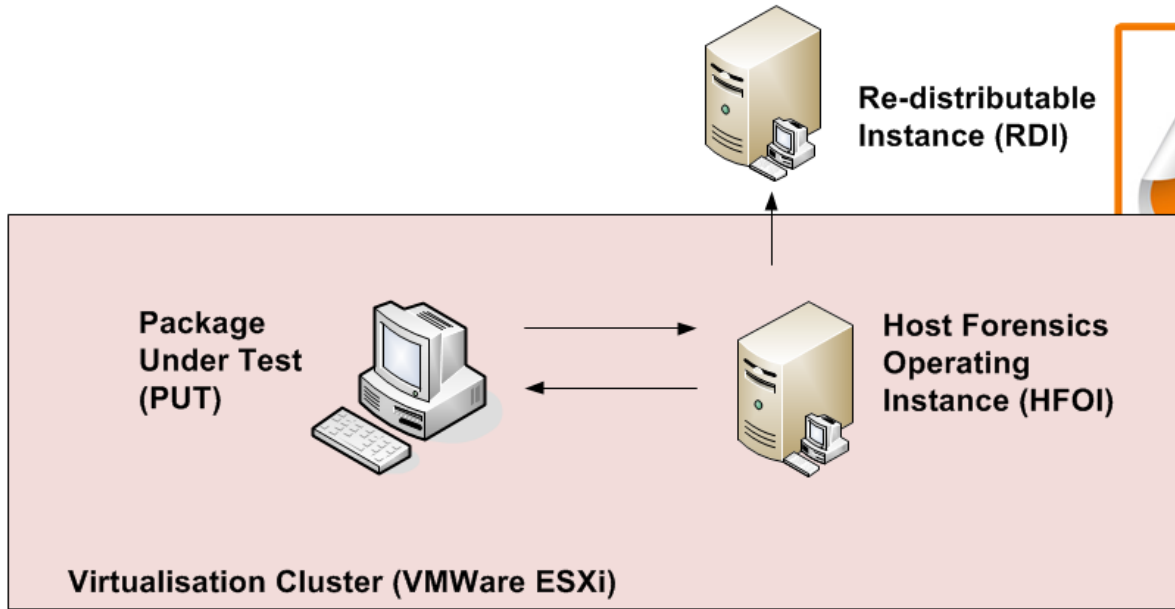 Re-distributable
Instance (RDI)
Package
Under Test
(PUT)
Host Forensics
Operating
Instance (HFOI)
Virtualisation Cluster (VMWare ESXi)